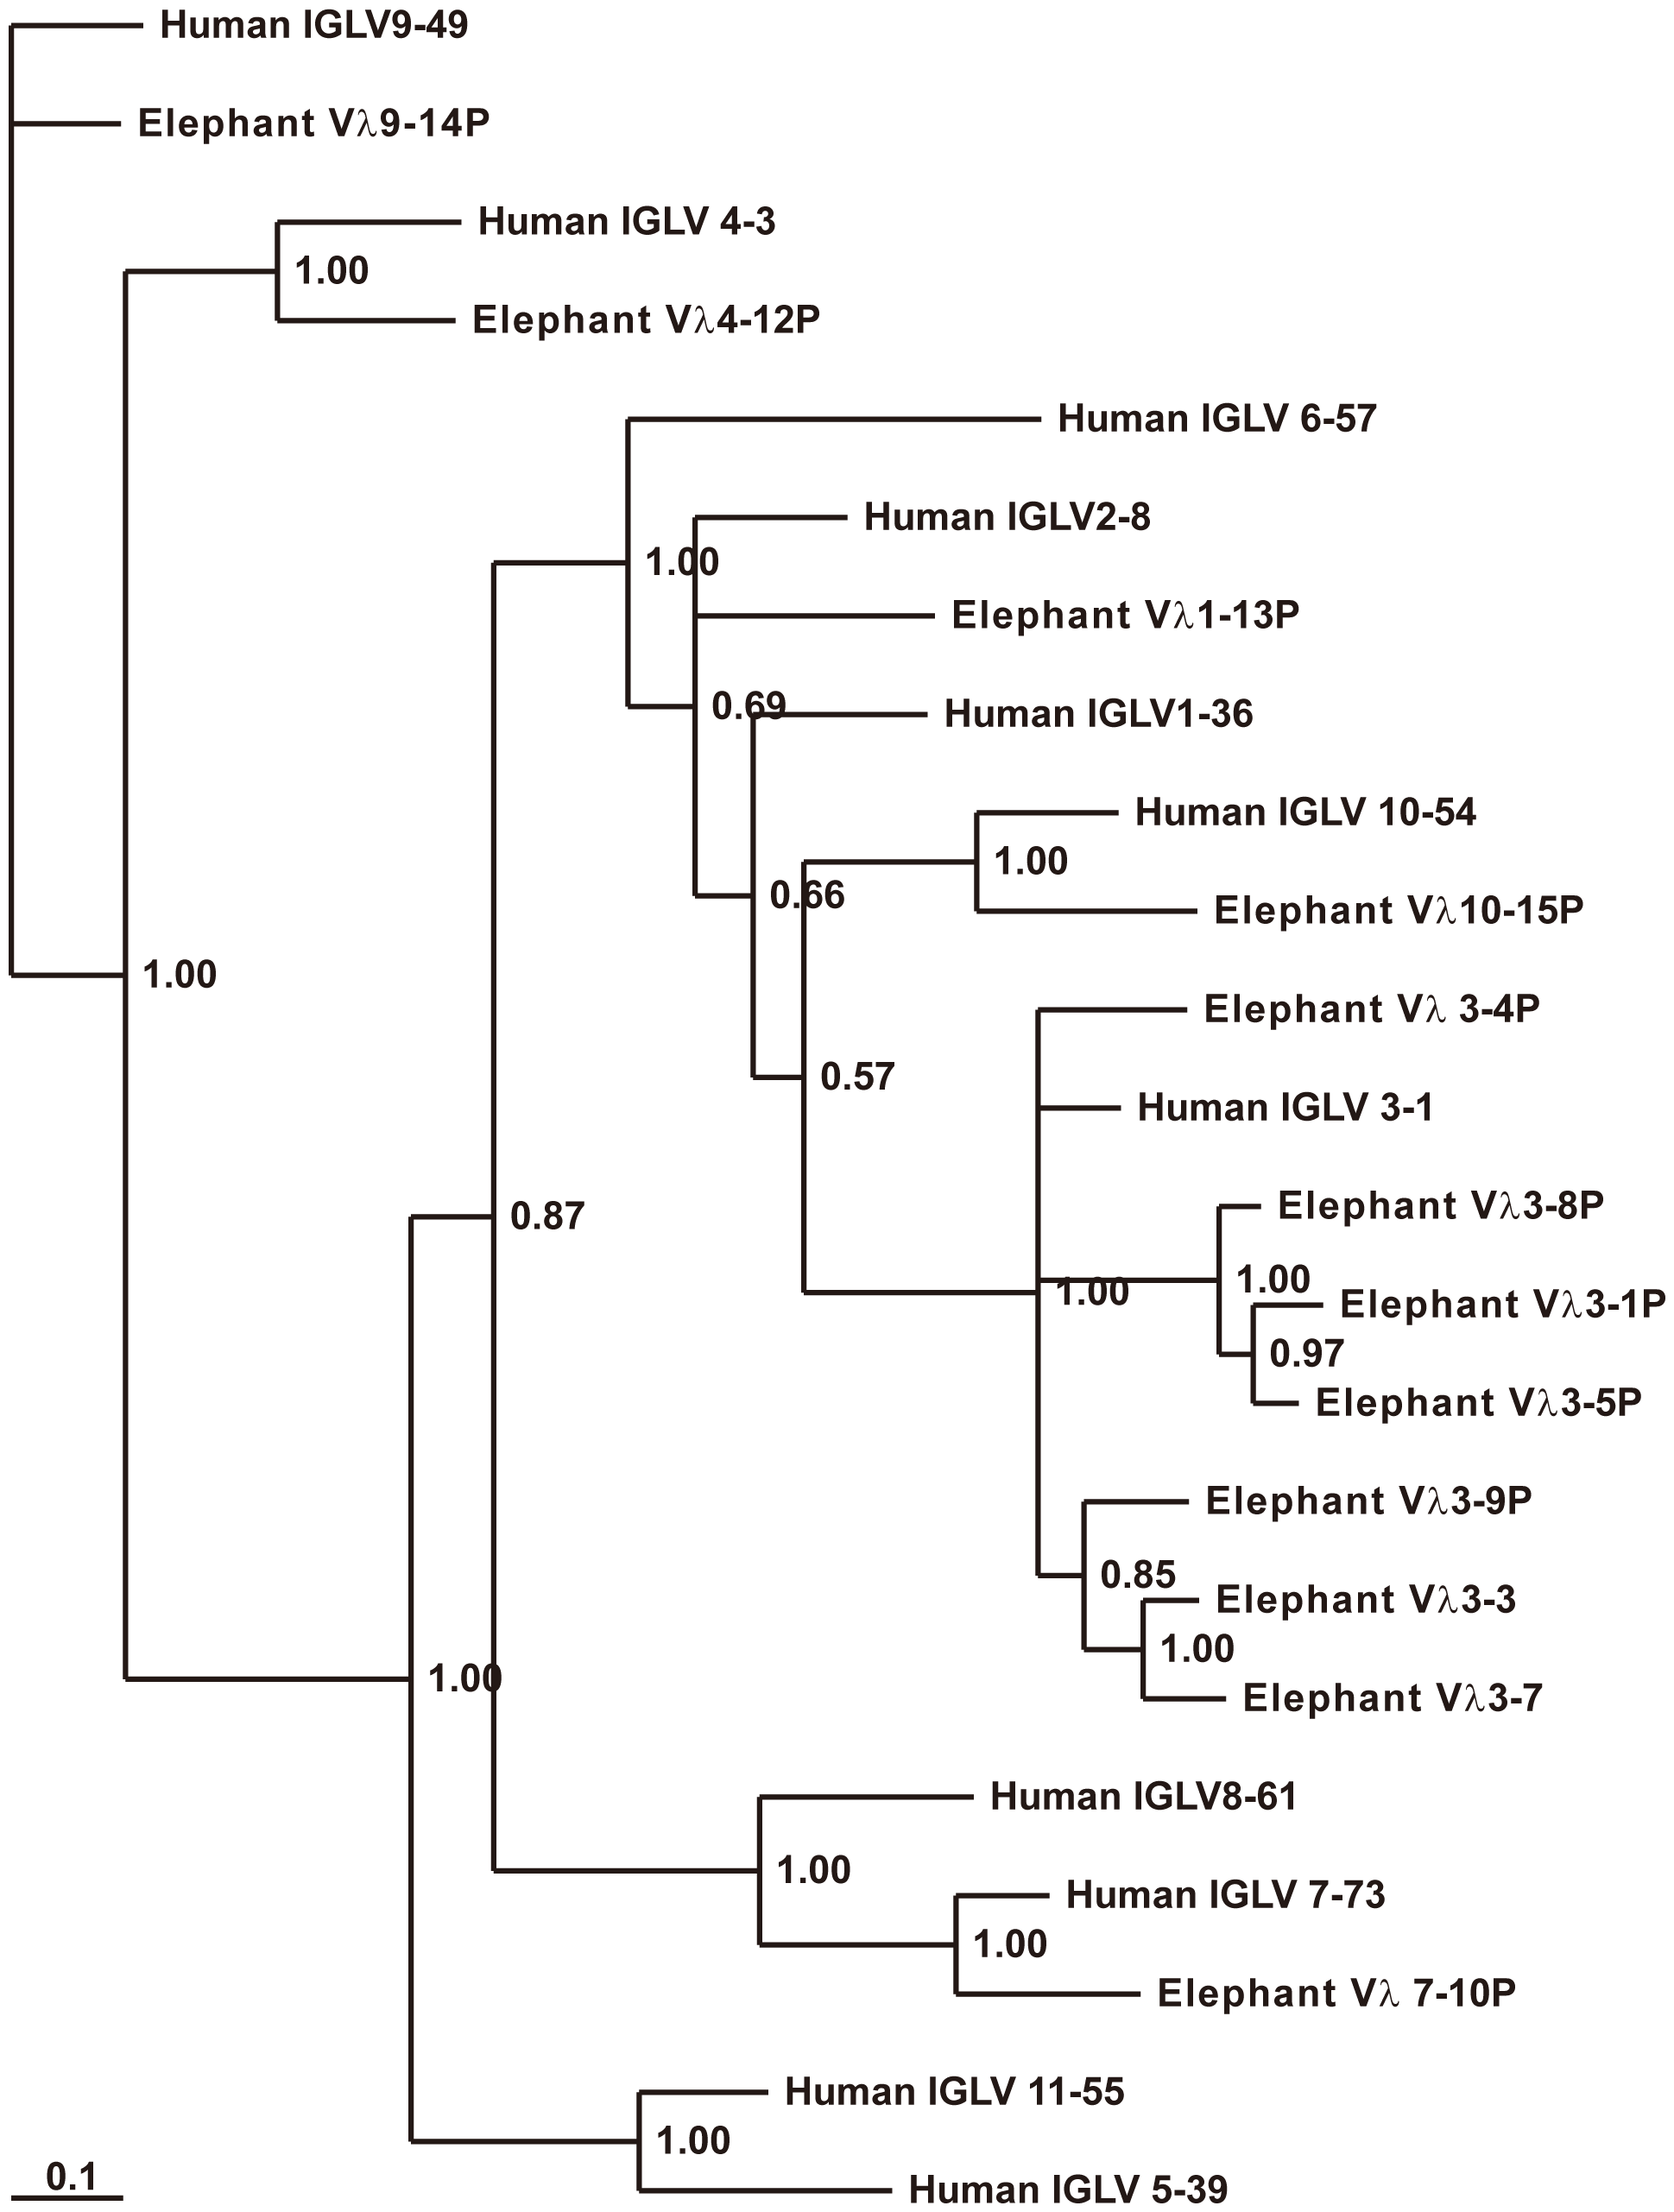 Human IGLV9-49
Elephant Vλ9-14P
Human IGLV 4-3
1.00
Elephant Vλ4-12P
Human IGLV 6-57
Human IGLV2-8
1.00
Elephant Vλ1-13P
0.69
Human IGLV1-36
Human IGLV 10-54
1.00
0.66
Elephant Vλ10-15P
1.00
Elephant Vλ 3-4P
0.57
Human IGLV 3-1
Elephant Vλ3-8P
0.87
1.00
1.00
Elephant Vλ3-1P
0.97
Elephant Vλ3-5P
Elephant Vλ3-9P
0.85
Elephant Vλ3-3
1.00
1.00
Elephant Vλ3-7
Human IGLV8-61
1.00
Human IGLV 7-73
1.00
Elephant Vλ 7-10P
Human IGLV 11-55
1.00
0.1
Human IGLV 5-39